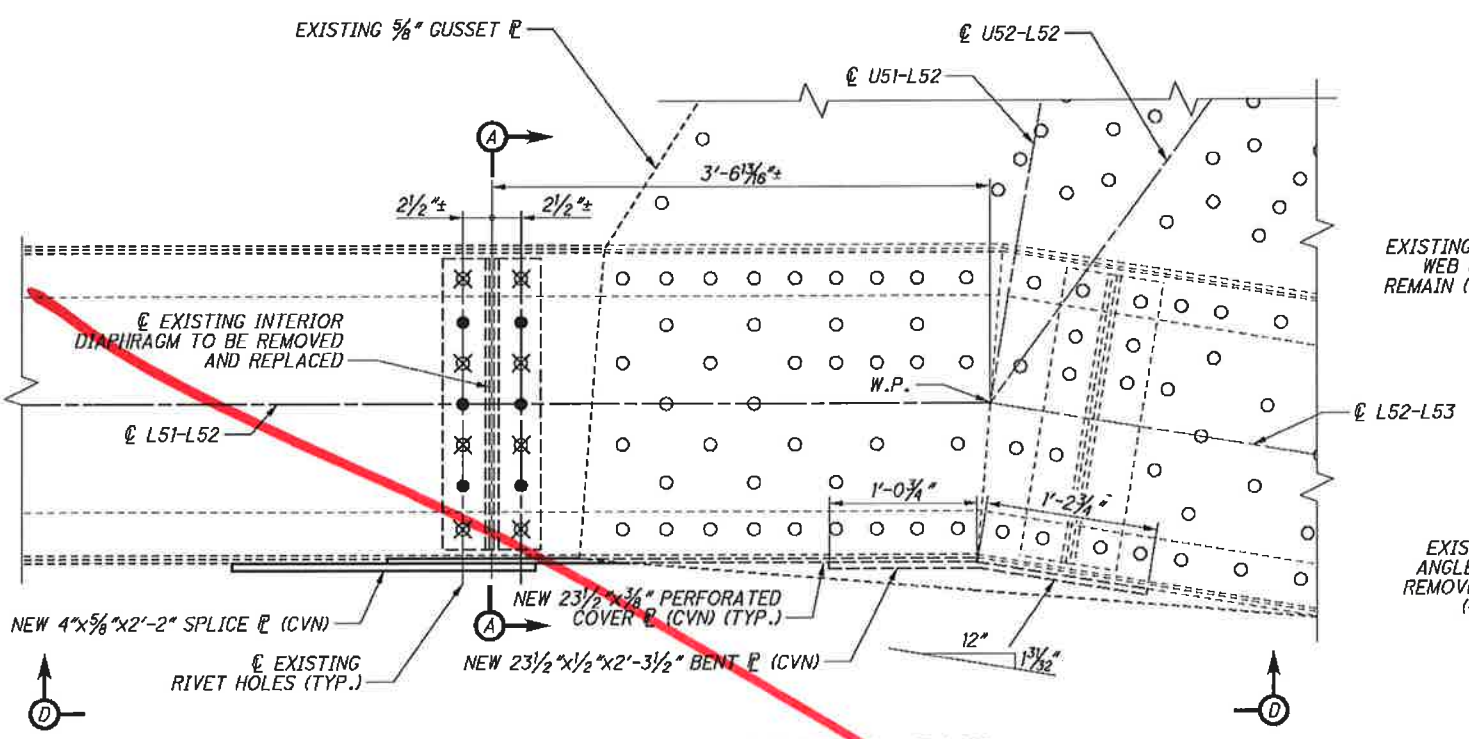 EXISTING 5/8" GUSSET ℄P
℄ U52-L52
℄ U51-L52
A
3'-6 13/16"±
2 1/2"± 2 1/2"±
EXISTING
WEB
REMAIN (
℄ EXISTING INTERIOR
DIAPHRAGM TO BE REMOVED
AND REPLACED
W.P.
℄ L51-L52
℄ L52-L53
1'-0 3/4"
1'-2 3/4"
EXIS
ANGLE
REMOV
NEW 23 1/2"x3/8" PERFORATED
COVER ℄P (CVN) (TYP.)
NEW 4"x5/8"x2'-2" SPLICE ℄P (CVN)
A
12"
1 31/32"
℄ EXISTING
RIVET HOLES (TYP.)
NEW 23 1/2"x1/2"x2'-3 1/2" BENT ℄P (CVN)
D
D